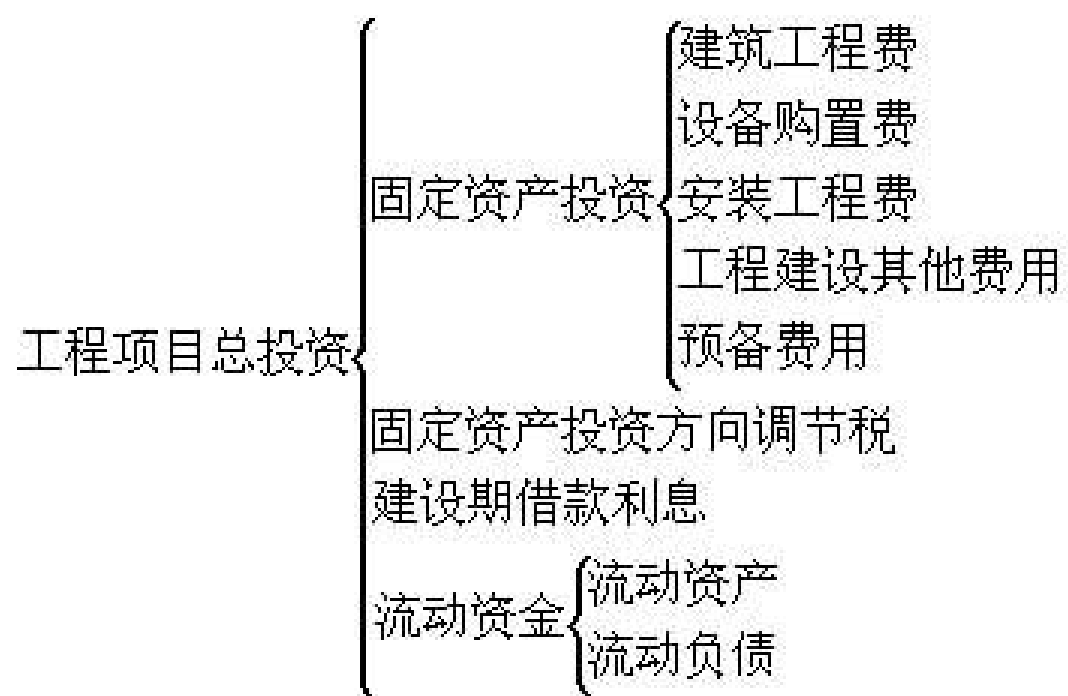 工程项目总投资
固定资产投资
建筑工程费
设备购置费
安装工程费
工程建设其他费用
预备费用
固定资产投资方向调节税
建设期借款利息
流动资金
流动资产
流动负债